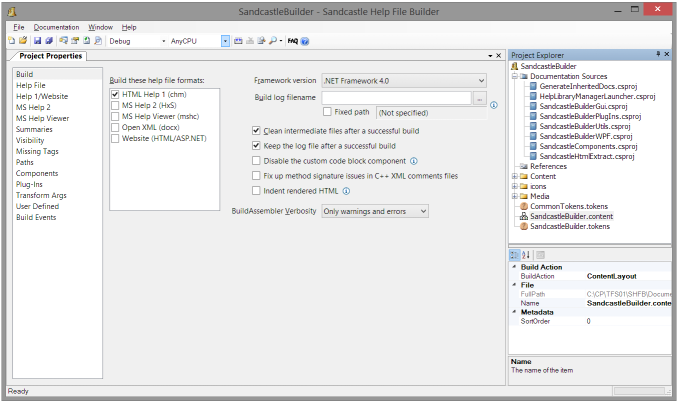 SandcastleBuilder - Sandcastle Help File Builder
File Documentation Window Help
Debug AnyCPU FAQ
Project Properties
Build
Help File
Help 1/Website
MS Help 2
MS Help Viewer
Summaries
Visibility
Missing Tags
Paths
Components
Plug-Ins
Transform Args
User Defined
Build Events
Build these help file formats:
HTML Help 1 (chm)
MS Help 2 (HxS)
MS Help Viewer (mshc)
Open XML (docx)
Website (HTML/ASP.NET)
Framework version .NET Framework 4.0
Build log filename ...
Fixed path (Not specified)
Clean intermediate files after a successful build
Keep the log file after a successful build
Disable the custom code block component
Fix up method signature issues in C++ XML comments files
Indent rendered HTML
BuildAssembler Verbosity Only warnings and errors
Project Explorer
SandcastleBuilder
Documentation Sources
GenerateInheritedDocs.csproj
HelpLibraryManagerLauncher.csproj
SandcastleBuilderGui.csproj
SandcastleBuilderPlugIns.csproj
SandcastleBuilderUtils.csproj
SandcastleBuilderWPF.csproj
SandcastleComponents.csproj
SandcastleHtmlExtract.csproj
References
Content
icons
Media
CommonTokens.tokens
SandcastleBuilder.content
SandcastleBuilder.tokens
Build Action
BuildAction ContentLayout
File
FullPath C:\CP\TFS01\SHFB\Docume
Name SandcastleBuilder.conte
Metadata
SortOrder 0
Name
The name of the item
Ready